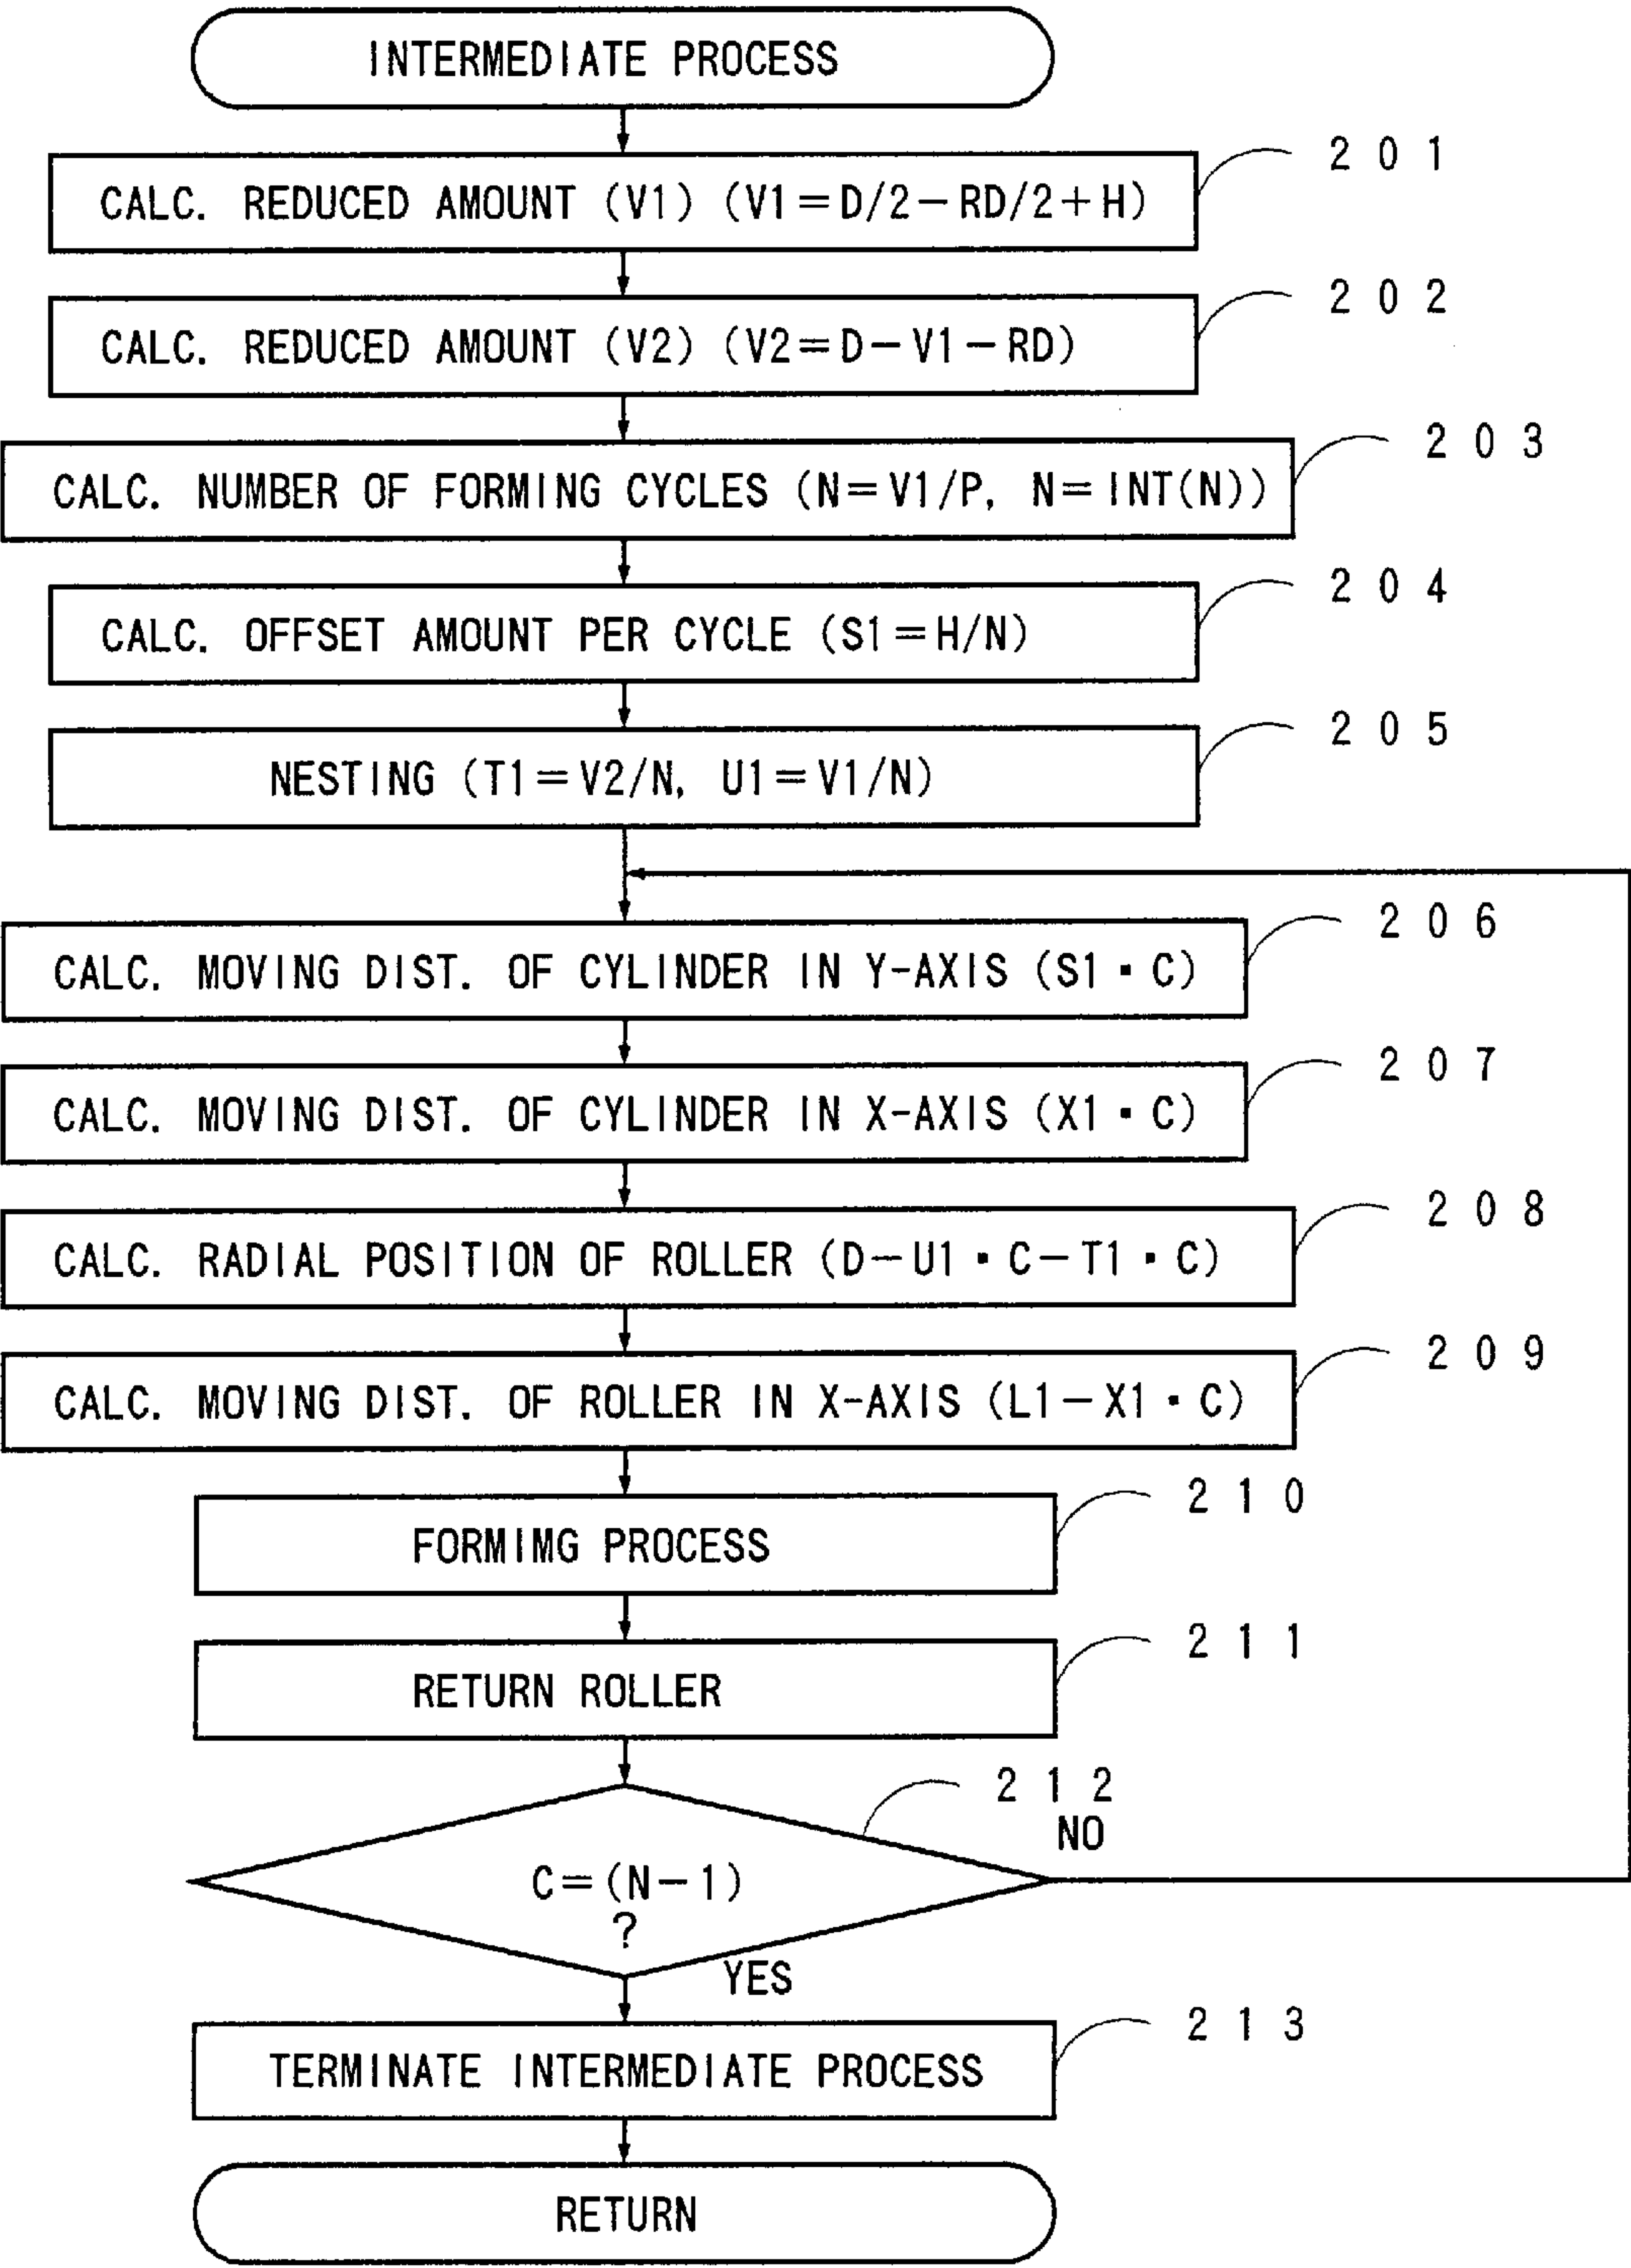 INTERMEDIATE PROCESS
201
CALC. REDUCED AMOUNT (V1) (V1=D/2-RD/2+H)
202
CALC. REDUCED AMOUNT (V2) (V2=D-V1-RD)
203
CALC. NUMBER OF FORMING CYCLES (N=V1/P, N=INT(N))
204
CALC. OFFSET AMOUNT PER CYCLE (S1=H/N)
205
NESTING (T1=V2/N, U1=V1/N)
206
CALC. MOVING DIST. OF CYLINDER IN Y-AXIS (S1・C)
207
CALC. MOVING DIST. OF CYLINDER IN X-AXIS (X1・C)
208
CALC. RADIAL POSITION OF ROLLER (D-U1・C-T1・C)
209
CALC. MOVING DIST. OF ROLLER IN X-AXIS (L1-X1・C)
210
FORMIMG PROCESS
211
RETURN ROLLER
212
NO
C=(N-1)
?
YES
213
TERMINATE INTERMEDIATE PROCESS
RETURN